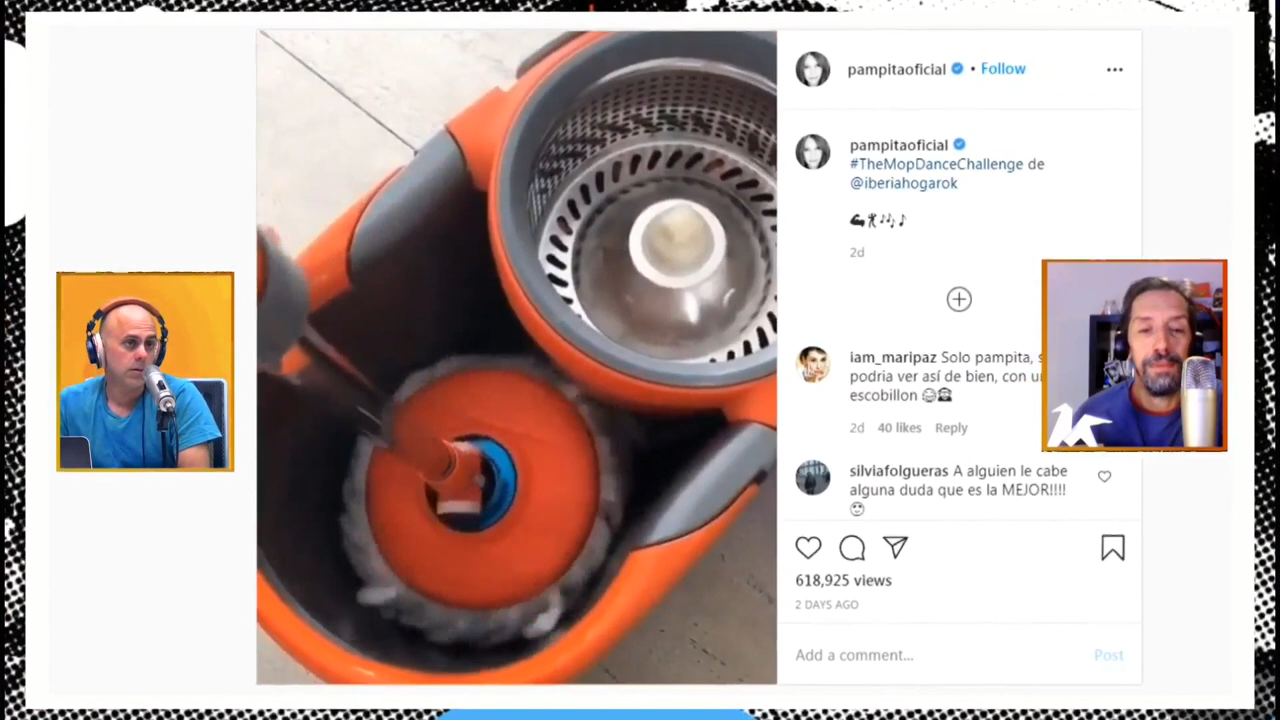 pampitaoficial • Follow
pampitaoficial
#TheMopDanceChallenge de
@iberiahogarok
2d
iam_maripaz Solo pampita, s
podria ver así de bien, con u
escobillon
2d 40 likes Reply
silviafolgueras A alguien le cabe
alguna duda que es la MEJOR!!!!
618,925 views
2 DAYS AGO
Add a comment...
Post